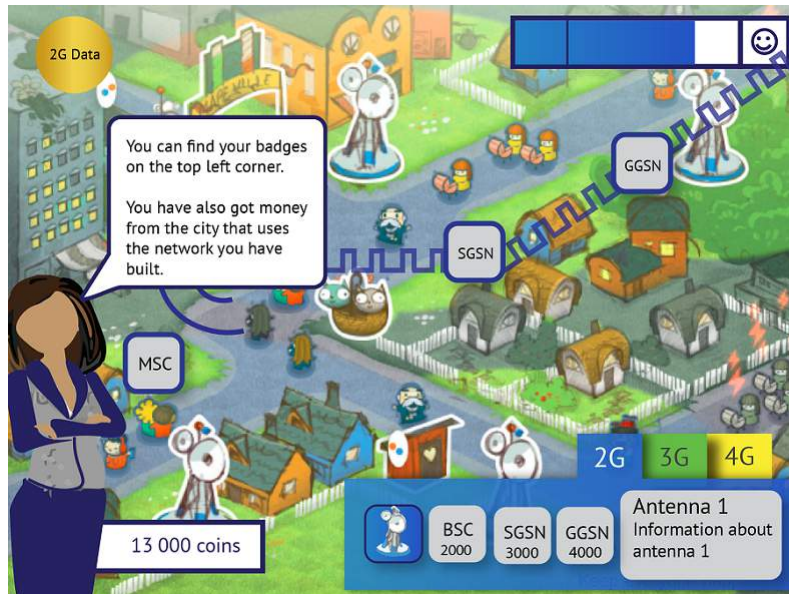 2G Data
You can find your badges
on the top left corner.
You have also got money
from the city that uses
the network you have
built.
GGSN
SGSN
MSC
2G
3G
4G
BSC
2000
SGSN
3000
GGSN
4000
Antenna 1
Information about
antenna 1
13 000 coins